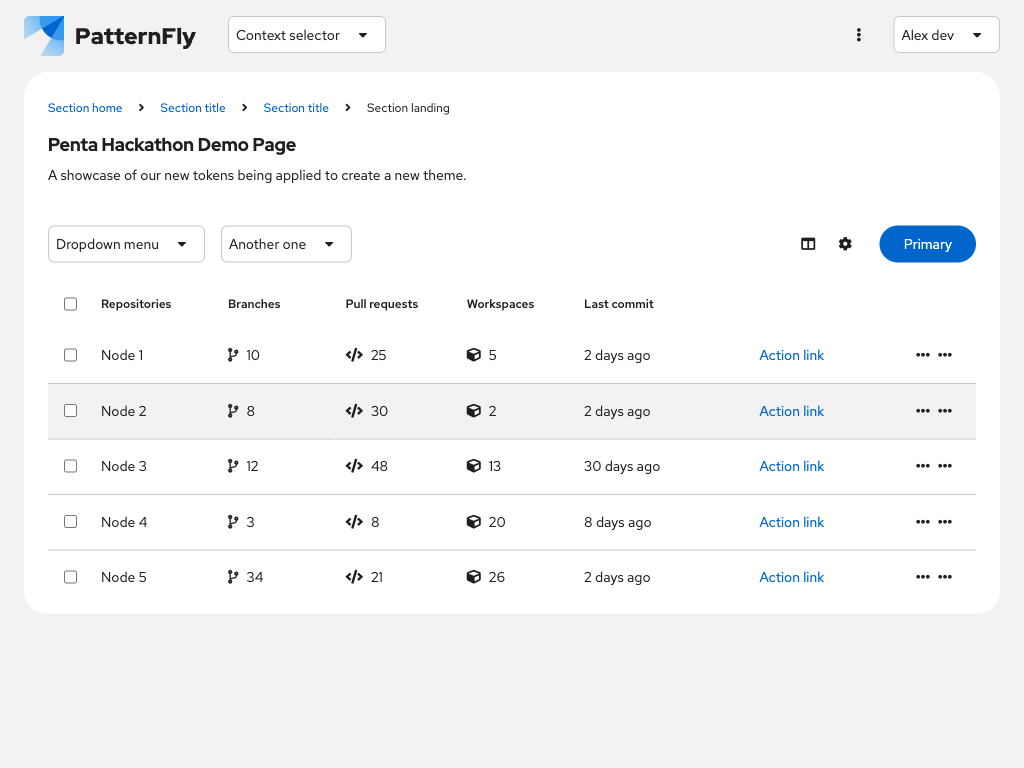 PatternFly Context selector Alex dev
Section home Section title Section title Section landing
Penta Hackathon Demo Page
A showcase of our new tokens being applied to create a new theme.
Dropdown menu Another one Primary
Repositories Branches Pull requests Workspaces Last commit
Node 1 10 25 5 2 days ago Action link
Node 2 8 30 2 2 days ago Action link
Node 3 12 48 13 30 days ago Action link
Node 4 3 8 20 8 days ago Action link
Node 5 34 21 26 2 days ago Action link